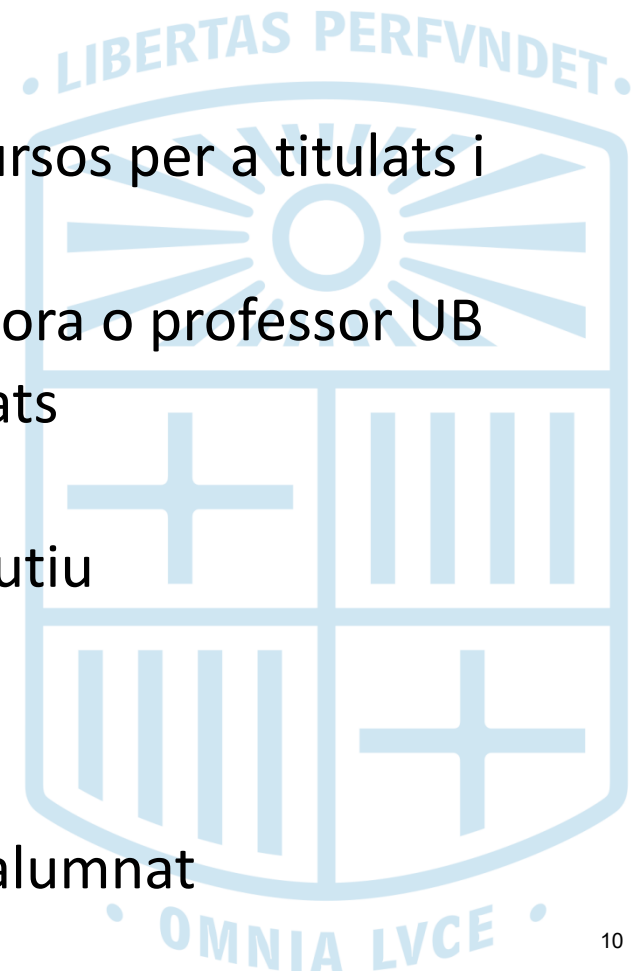 • LIBERTAS PERFVNDET •
ursos per a titulats i
ora o professor UB
ats
utiu
alumnat
• OMNIA LVCE •
10